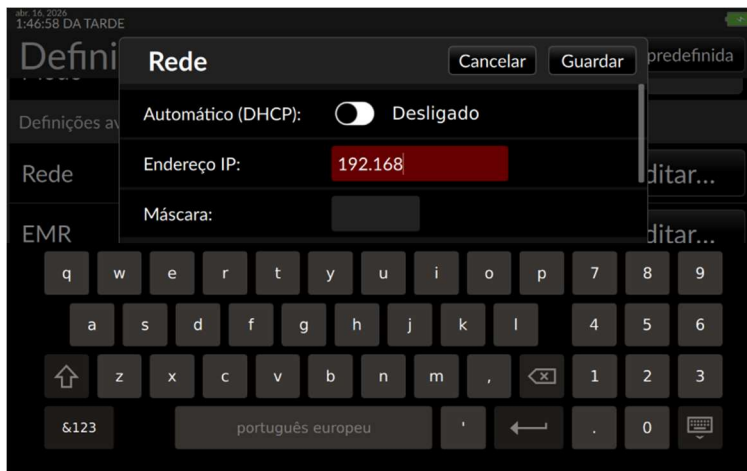 abr. 16, 2026
1:46:58 DA TARDE
Defini
predefinida
Rede
Cancelar
Guardar
Definições av
Automático (DHCP):
Desligado
Rede
Endereço IP:
192.168
ditar...
Máscara:
EMR
ditar...
q w e r t y u i o p 7 8 9
a s d f g h j k l 4 5 6
z x c v b n m , 1 2 3
&123 português europeu ' . 0